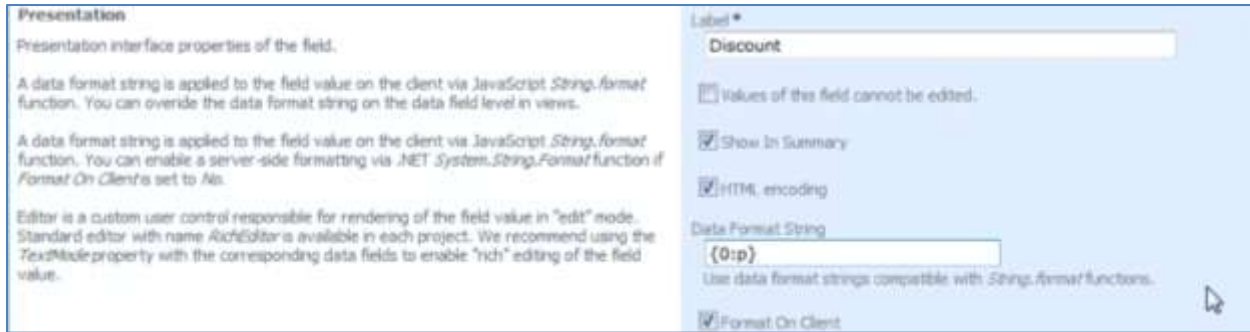 Presentation
Presentation interface properties of the field.
A data format string is applied to the field value on the client via JavaScript String.format
function. You can overide the data format string on the data field level in views.
A data format string is applied to the field value on the client via JavaScript String.format
function. You can enable a server-side formatting via .NET System.String.Format function if
Format On Client is set to No.
Editor is a custom user control responsible for rendering of the field value in "edit" mode.
Standard editor with name RichEditor is available in each project. We recommend using the
TextMode property with the corresponding data fields to enable "rich" editing of the field
value.
Label *
Discount
Values of this field cannot be edited.
Show In Summary
HTML encoding
Data Format String
{0:p}
Use data format strings compatible with String.format functions.
Format On Client